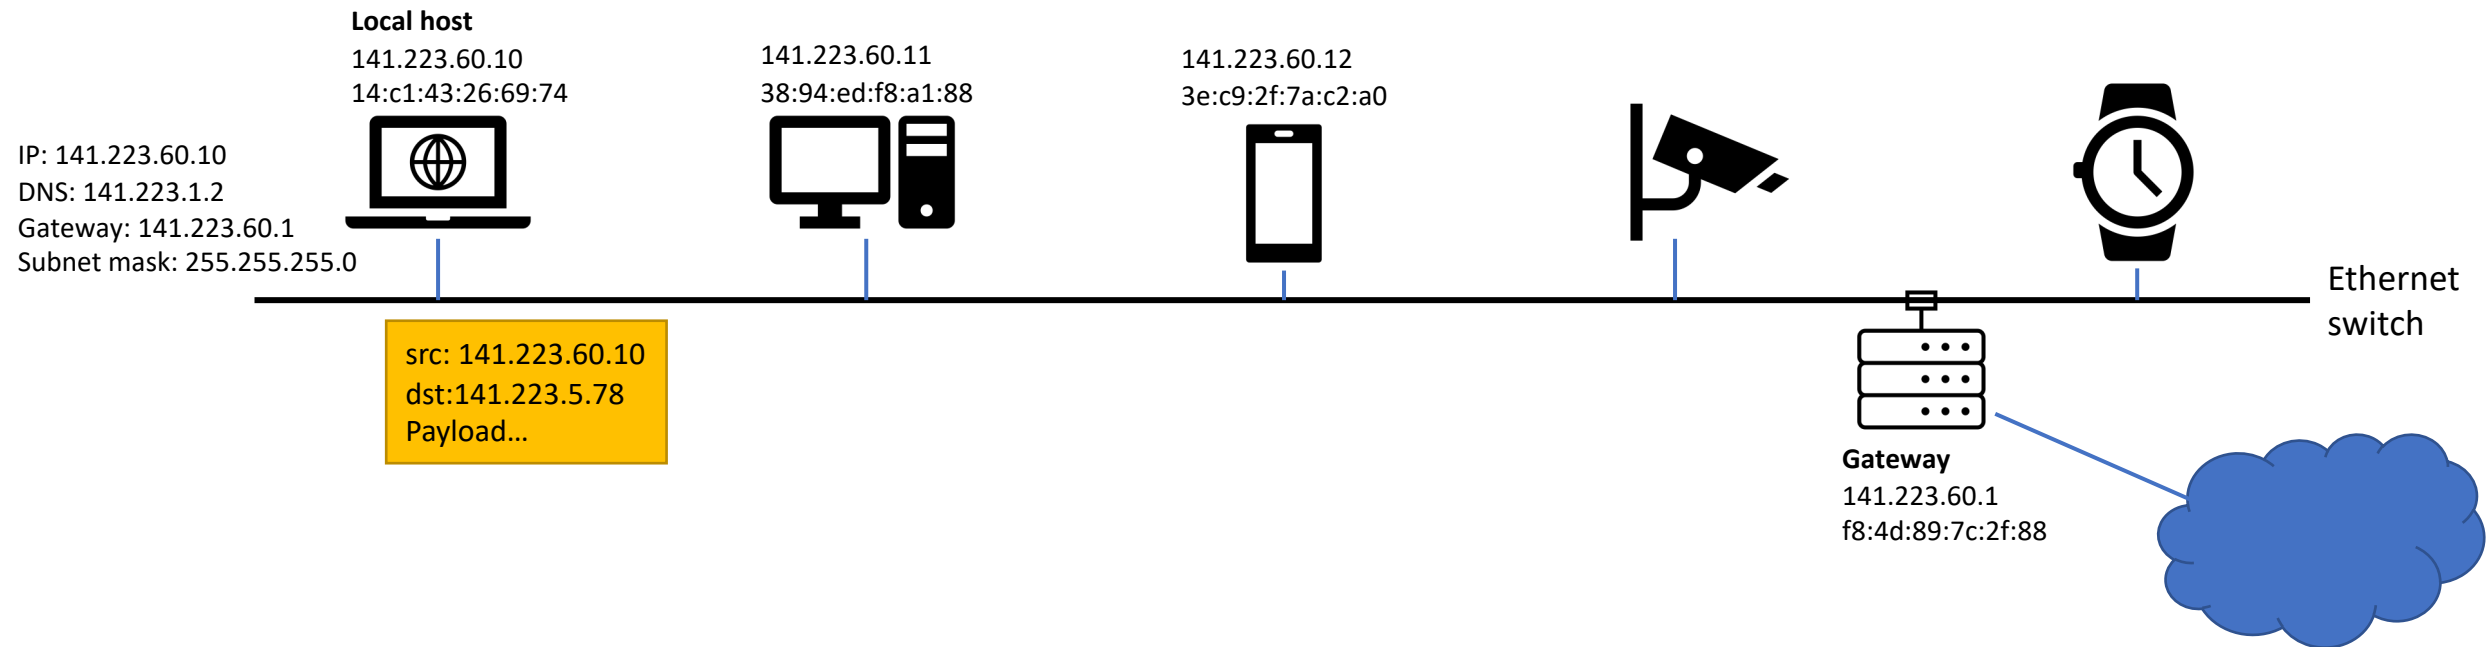 Local host
141.223.60.10
14:c1:43:26:69:74
141.223.60.11
38:94:ed:f8:a1:88
141.223.60.12
3e:c9:2f:7a:c2:a0
IP: 141.223.60.10
DNS: 141.223.1.2
Gateway: 141.223.60.1
Subnet mask: 255.255.255.0
Ethernet
switch
src: 141.223.60.10
dst:141.223.5.78
Payload...
Gateway
141.223.60.1
f8:4d:89:7c:2f:88